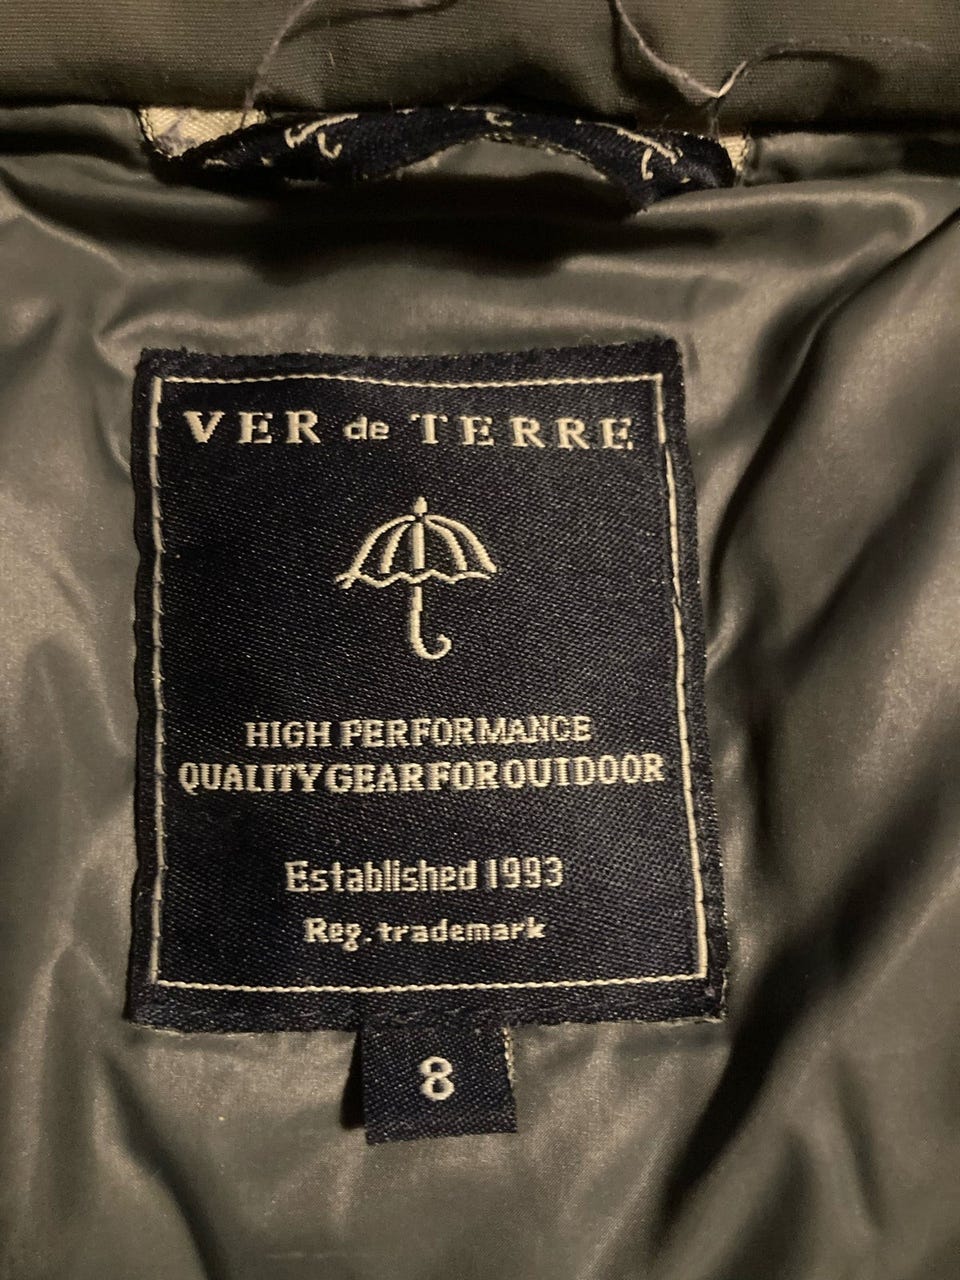 VER de TERRE
HIGH PERFORMANCE
QUALITY GEAR FOR OUTDOOR
Established 1993
Reg. trademark
8